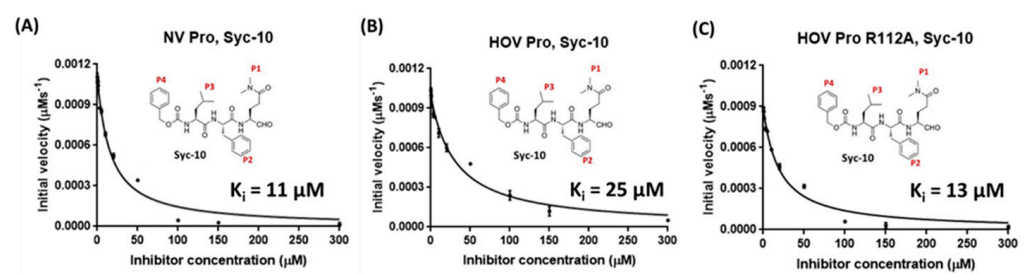 (A)
NV Pro, Syc-10
Initial velocity (μMs⁻¹)
0.0012
0.0009
0.0006
0.0003
0.0000
0 50 100 150 200 250 300
Inhibitor concentration (μM)
P4
P3
P1
P2
O
N
O
O
N
H
O
H
N
O
N
H
CHO
Syc-10
Kᵢ = 11 μM
(B)
HOV Pro, Syc-10
Initial velocity (μMs⁻¹)
0.0012
0.0009
0.0006
0.0003
0.0000
0 50 100 150 200 250 300
Inhibitor concentration (μM)
P4
P3
P1
P2
O
N
O
O
N
H
O
H
N
O
N
H
CHO
Syc-10
Kᵢ = 25 μM
(C)
HOV Pro R112A, Syc-10
Initial velocity (μMs⁻¹)
0.0012
0.0009
0.0006
0.0003
0.0000
0 50 100 150 200 250 300
Inhibitor concentration (μM)
P4
P3
P1
P2
O
N
O
O
N
H
O
H
N
O
N
H
CHO
Syc-10
Kᵢ = 13 μM